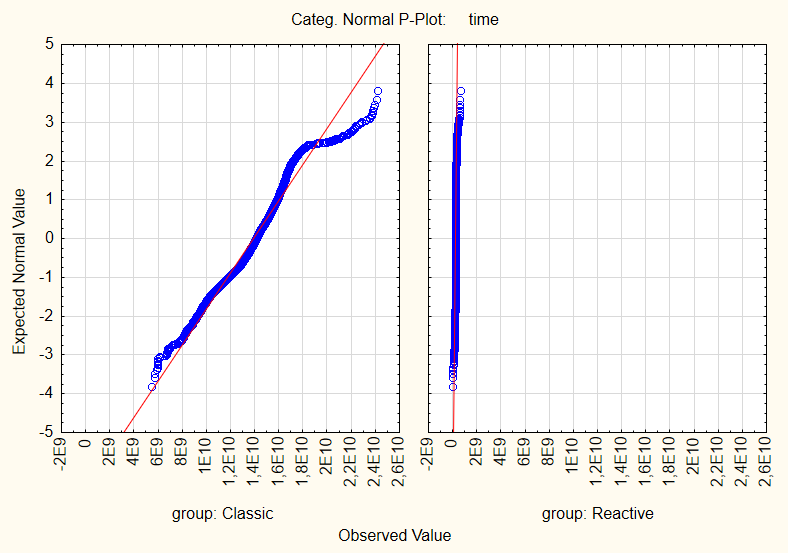 Categ. Normal P-Plot: time
Expected Normal Value
5
4
3
2
1
0
-1
-2
-3
-4
-5
-2E9 0 2E9 4E9 6E9 8E9 1E10 1,2E10 1,4E10 1,6E10 1,8E10 2E10 2,2E10 2,4E10 2,6E10
-2E9 0 2E9 4E9 6E9 8E9 1E10 1,2E10 1,4E10 1,6E10 1,8E10 2E10 2,2E10 2,4E10 2,6E10
group: Classic
group: Reactive
Observed Value